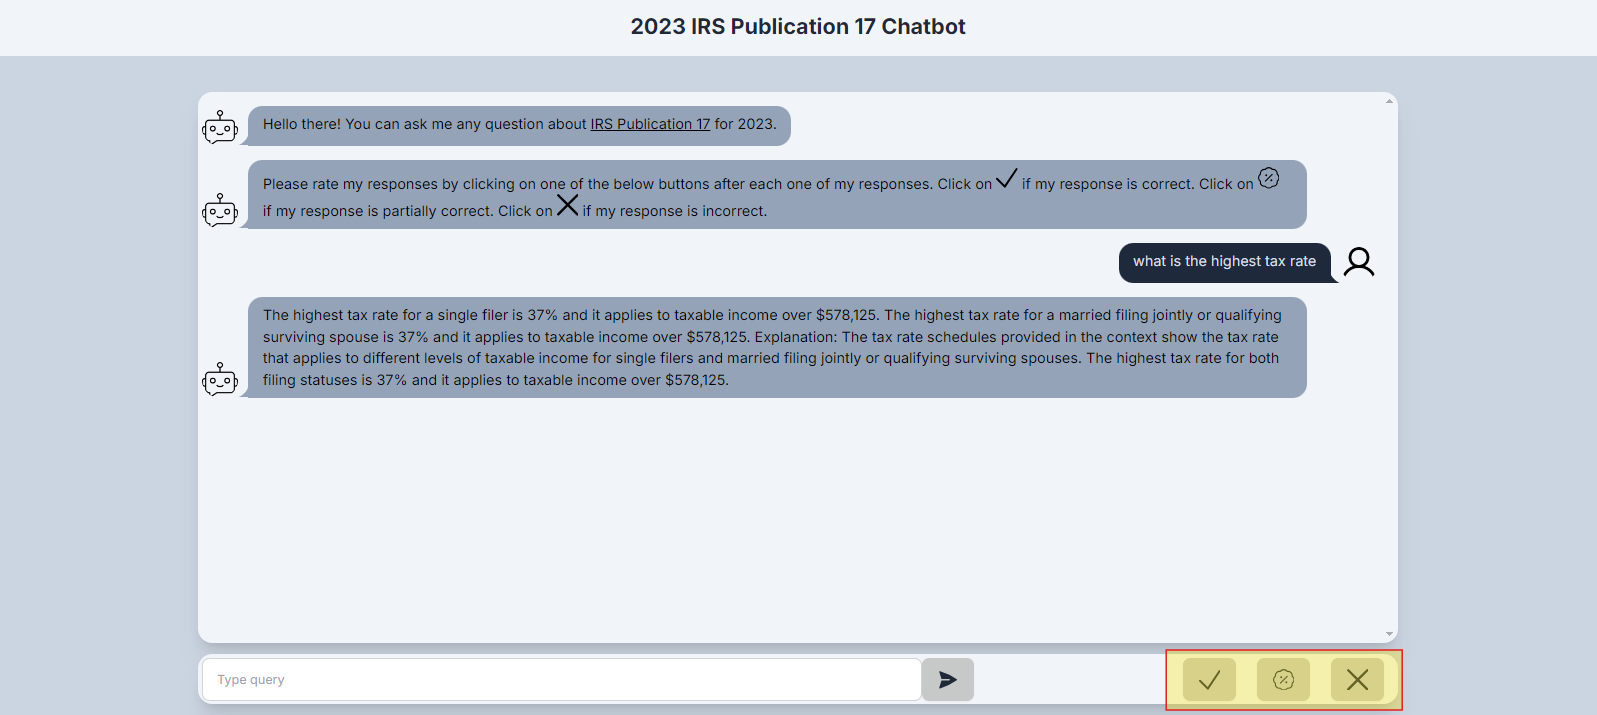 2023 IRS Publication 17 Chatbot
Hello there! You can ask me any question about IRS Publication 17 for 2023.
Please rate my responses by clicking on one of the below buttons after each one of my responses. Click on if my response is correct. Click on
if my response is partially correct. Click on if my response is incorrect.
what is the highest tax rate
The highest tax rate for a single filer is 37% and it applies to taxable income over $578,125. The highest tax rate for a married filing jointly or qualifying
surviving spouse is 37% and it applies to taxable income over $578,125. Explanation: The tax rate schedules provided in the context show the tax rate
that applies to different levels of taxable income for single filers and married filing jointly or qualifying surviving spouses. The highest tax rate for both
filing statuses is 37% and it applies to taxable income over $578,125.
Type query